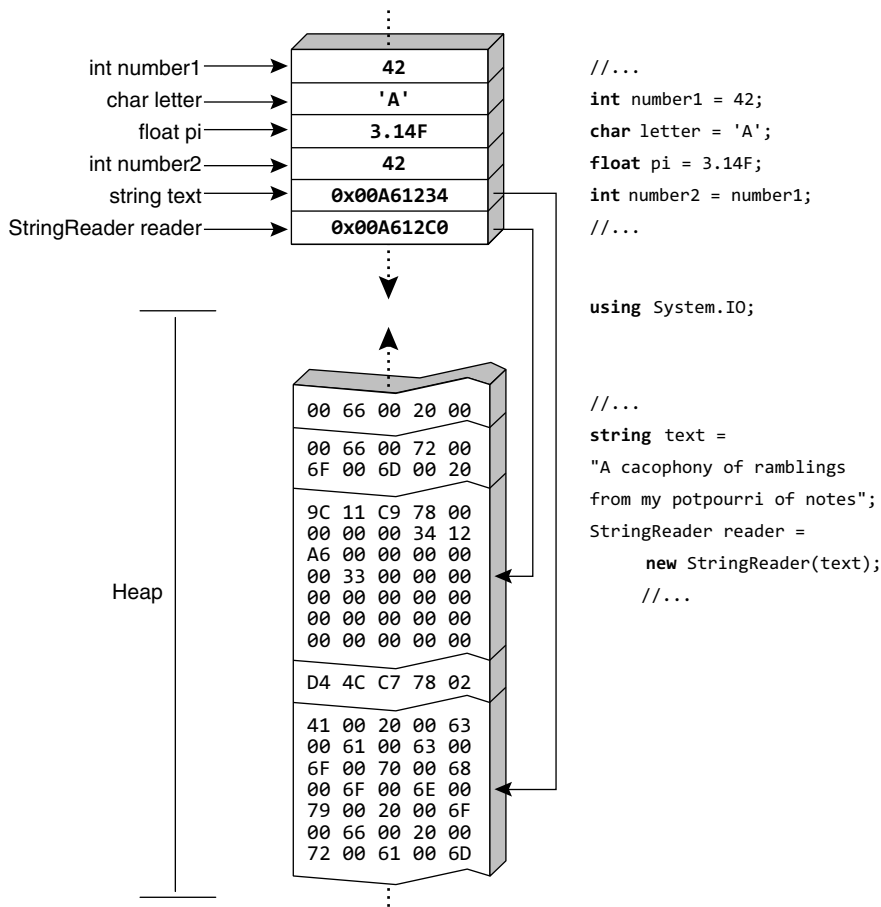 int number1
char letter
float pi
int number2
string text
StringReader reader
42
'A'
3.14F
42
0x00A61234
0x00A612C0
//...
int number1 = 42;
char letter = 'A';
float pi = 3.14F;
int number2 = number1;
//...
using System.IO;
//...
string text =
"A cacophony of ramblings
from my potpourri of notes";
StringReader reader =
new StringReader(text);
//...
Heap
00 66 00 20 00
00 66 00 72 00
6F 00 6D 00 20
9C 11 C9 78 00
00 00 00 34 12
A6 00 00 00 00
00 33 00 00 00
00 00 00 00 00
00 00 00 00 00
00 00 00 00 00
D4 4C C7 78 02
41 00 20 00 63
00 61 00 63 00
6F 00 70 00 68
00 6F 00 6E 00
79 00 20 00 6F
00 66 00 20 00
72 00 61 00 6D